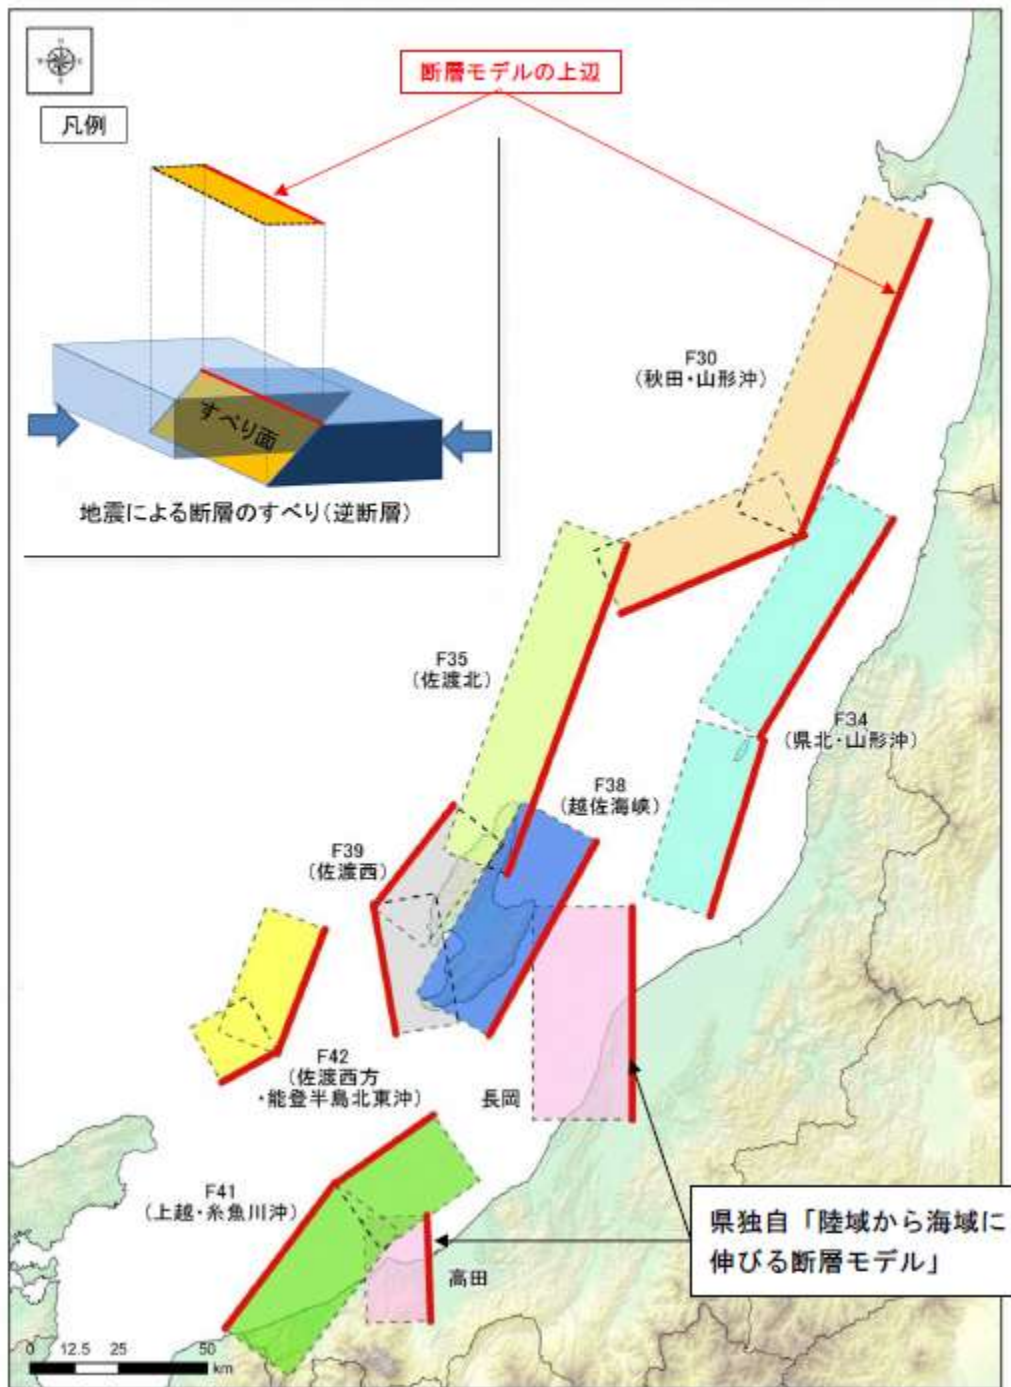 断層モデルの上辺
凡例
すべり面
地震による断層のすべり(逆断層)
F30
(秋田・山形沖)
F35
(佐渡北)
F34
(県北・山形沖)
F38
(越佐海峡)
F39
(佐渡西)
F42
(佐渡西方
・能登半島北東沖)
長岡
F41
(上越・糸魚川沖)
高田
県独自「陸域から海域に
伸びる断層モデル」
0 12.5 25 50
km